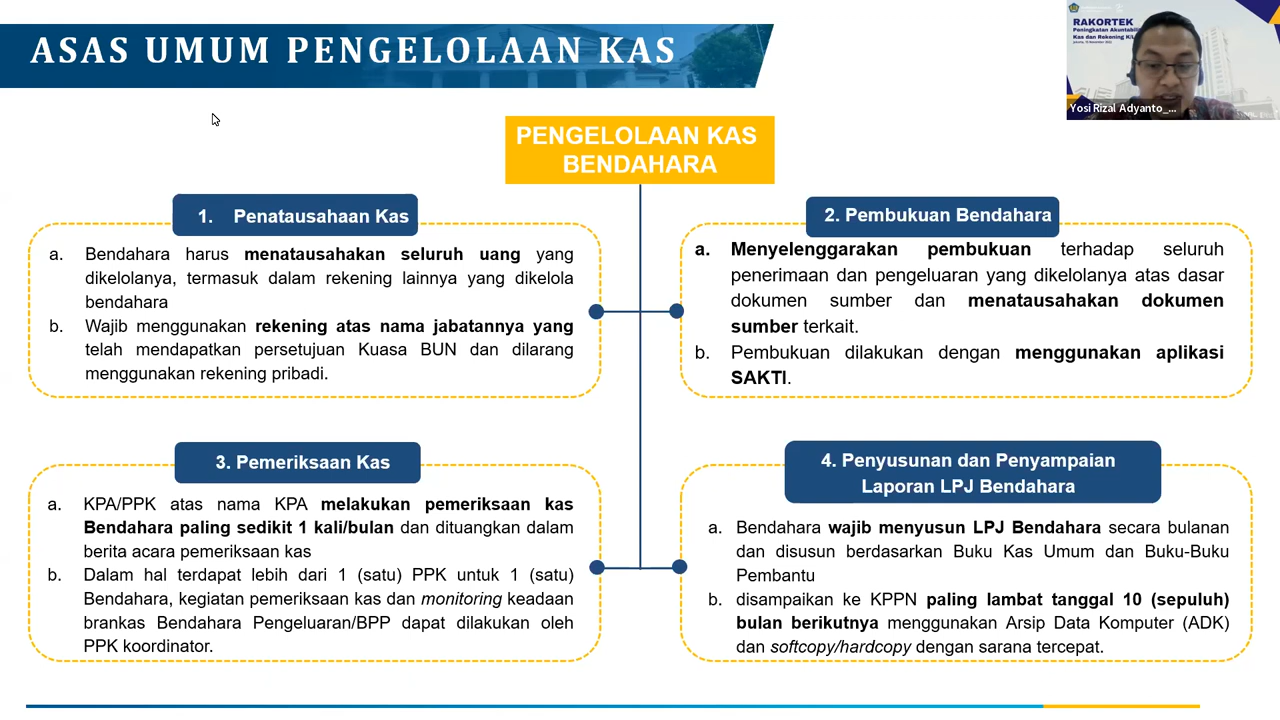 ASAS UMUM PENGELOLAAN KAS
RAKORTEK
Peningkatan Akuntabil
Kas dan Rekening K/L
Yosi Rizal Adyanto_...
PENGELOLAAN KAS
BENDAHARA
1. Penatausahaan Kas
a. Bendahara harus menatausahakan seluruh uang yang
dikelolanya, termasuk dalam rekening lainnya yang dikelola
bendahara
b. Wajib menggunakan rekening atas nama jabatannya yang
telah mendapatkan persetujuan Kuasa BUN dan dilarang
menggunakan rekening pribadi.
2. Pembukuan Bendahara
a. Menyelenggarakan pembukuan terhadap seluruh
penerimaan dan pengeluaran yang dikelolanya atas dasar
dokumen sumber dan menatausahakan dokumen
sumber terkait.
b. Pembukuan dilakukan dengan menggunakan aplikasi
SAKTI.
3. Pemeriksaan Kas
a. KPA/PPK atas nama KPA melakukan pemeriksaan kas
Bendahara paling sedikit 1 kali/bulan dan dituangkan dalam
berita acara pemeriksaan kas
b. Dalam hal terdapat lebih dari 1 (satu) PPK untuk 1 (satu)
Bendahara, kegiatan pemeriksaan kas dan monitoring keadaan
brankas Bendahara Pengeluaran/BPP dapat dilakukan oleh
PPK koordinator.
4. Penyusunan dan Penyampaian
Laporan LPJ Bendahara
a. Bendahara wajib menyusun LPJ Bendahara secara bulanan
dan disusun berdasarkan Buku Kas Umum dan Buku-Buku
Pembantu
b. disampaikan ke KPPN paling lambat tanggal 10 (sepuluh)
bulan berikutnya menggunakan Arsip Data Komputer (ADK)
dan softcopy/hardcopy dengan sarana tercepat.